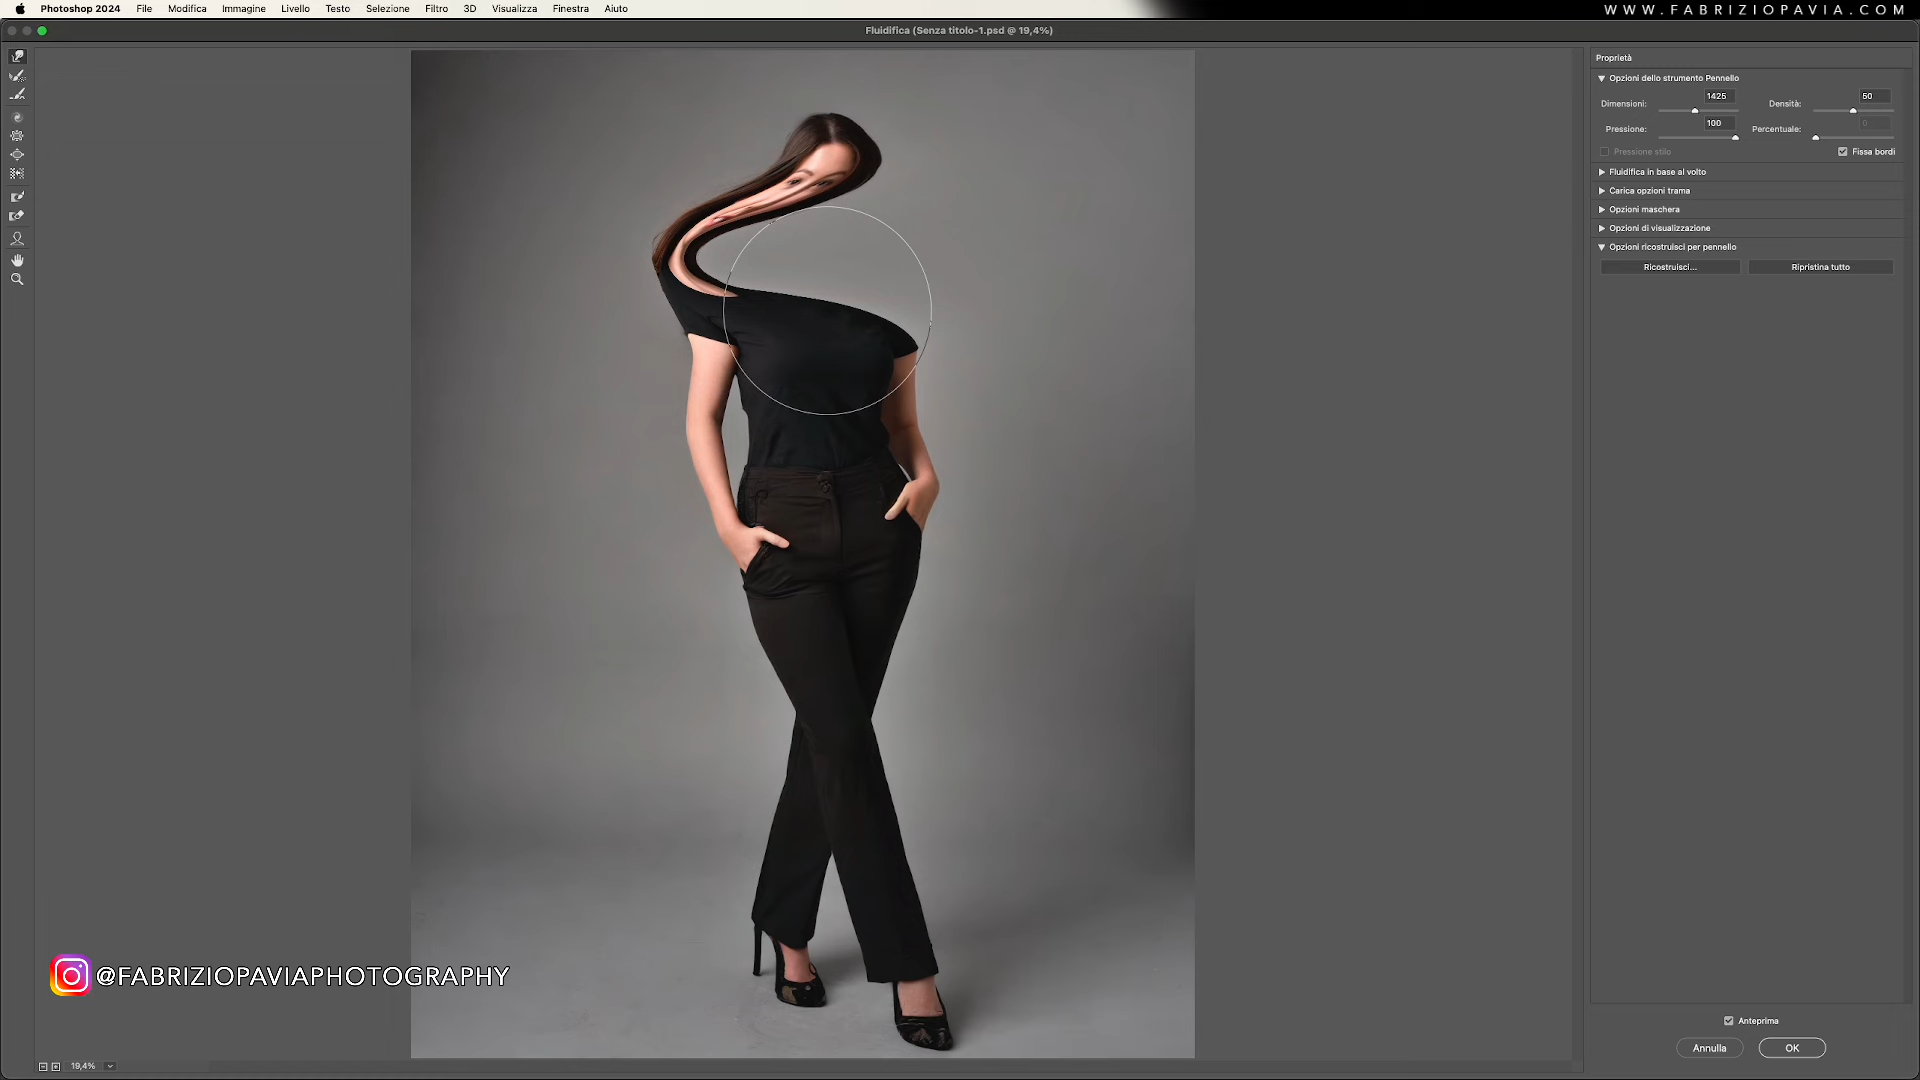 Photoshop 2024 File Modifica Immagine Livello Testo Selezione Filtro 3D Visualizza Finestra Aiuto
WWW.FABRIZIOPAVIA.COM
Fluidifica (Senza titolo-1.psd @ 19,4%)
Proprietà
Opzioni dello strumento Pennello
Dimensioni: 1425 Densità: 50
Pressione: 100 Percentuale: 0
Pressione stilo Fissa bordi
Fluidifica in base al volto
Carica opzioni trama
Opzioni maschera
Opzioni di visualizzazione
Opzioni ricostruisci per pennello
Ricostruisci... Ripristina tutto
@FABRIZIOPAVIAPHOTOGRAPHY
Anteprima
Annulla OK
19,4%